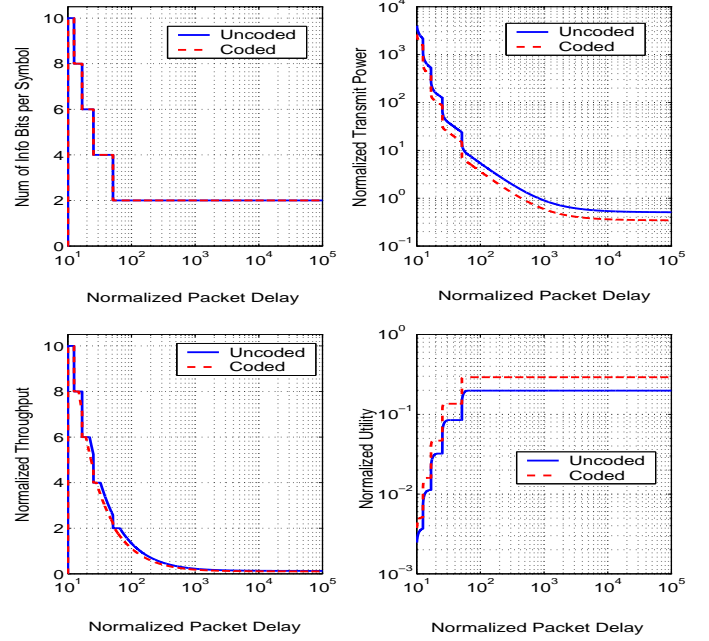 Num of Info Bits per Symbol
10
8
6
4
2
0
Uncoded
Coded
10^1 10^2 10^3 10^4 10^5
Normalized Packet Delay
Normalized Transmit Power
10^4
10^3
10^2
10^1
10^0
10^−1
Uncoded
Coded
10^1 10^2 10^3 10^4 10^5
Normalized Packet Delay
Normalized Throughput
10
8
6
4
2
0
Uncoded
Coded
10^1 10^2 10^3 10^4 10^5
Normalized Packet Delay
Normalized Utility
10^0
10^−1
10^−2
10^−3
Uncoded
Coded
10^1 10^2 10^3 10^4 10^5
Normalized Packet Delay